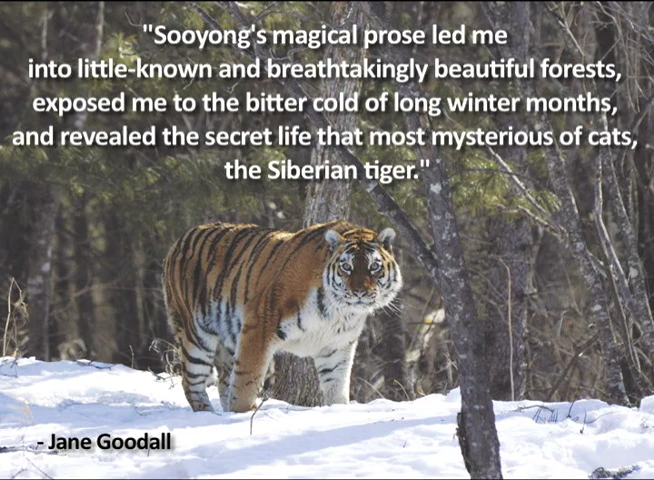 "Sooyong's magical prose led me
into little-known and breathtakingly beautiful forests,
exposed me to the bitter cold of long winter months,
and revealed the secret life that most mysterious of cats,
the Siberian tiger."
- Jane Goodall